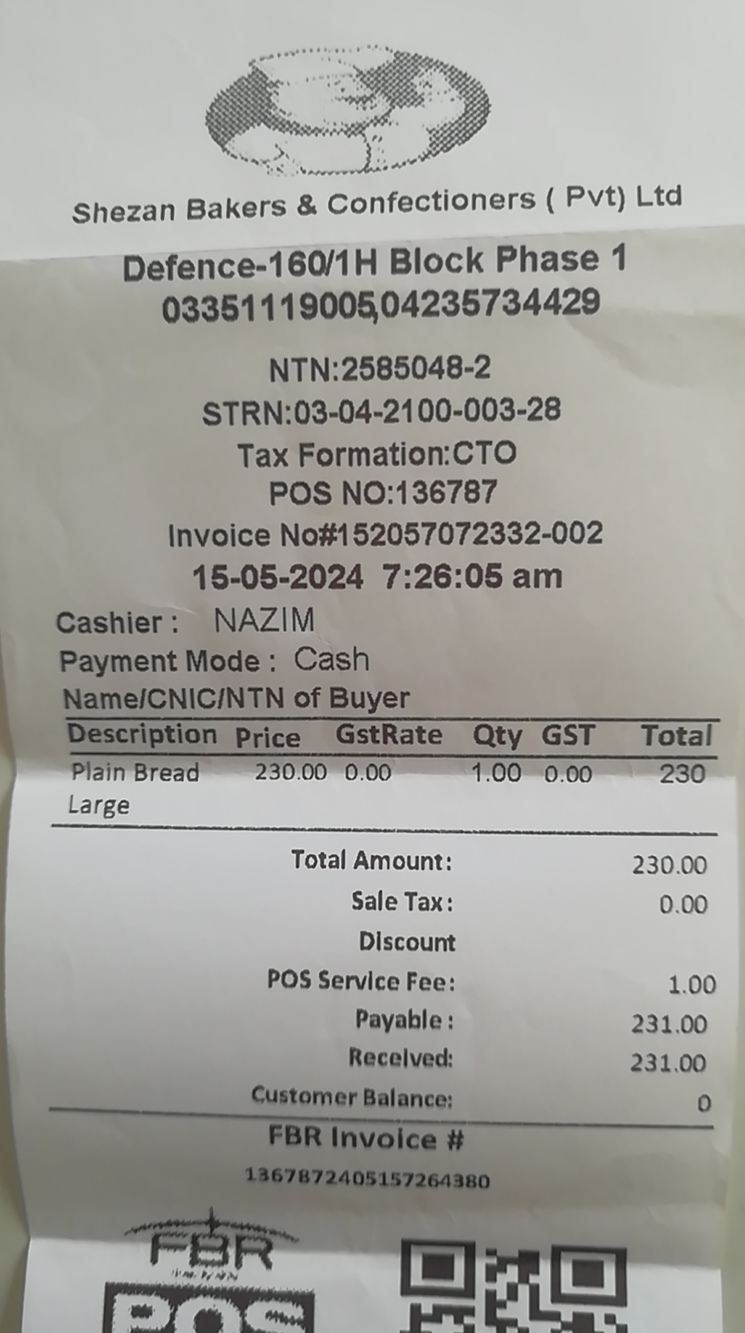 Shezan Bakers & Confectioners ( Pvt) Ltd
Defence-160/1H Block Phase 1
03351119005,04235734429
NTN:2585048-2
STRN:03-04-2100-003-28
Tax Formation:CTO
POS NO:136787
Invoice No#152057072332-002
15-05-2024 7:26:05 am
Cashier : NAZIM
Payment Mode : Cash
Name/CNIC/NTN of Buyer
Description Price GstRate Qty GST Total
Plain Bread 230.00 0.00 1.00 0.00 230
Large
Total Amount: 230.00
Sale Tax: 0.00
Discount
POS Service Fee: 1.00
Payable : 231.00
Received: 231.00
Customer Balance: 0
FBR Invoice #
1367872405157264380
FBR
POS